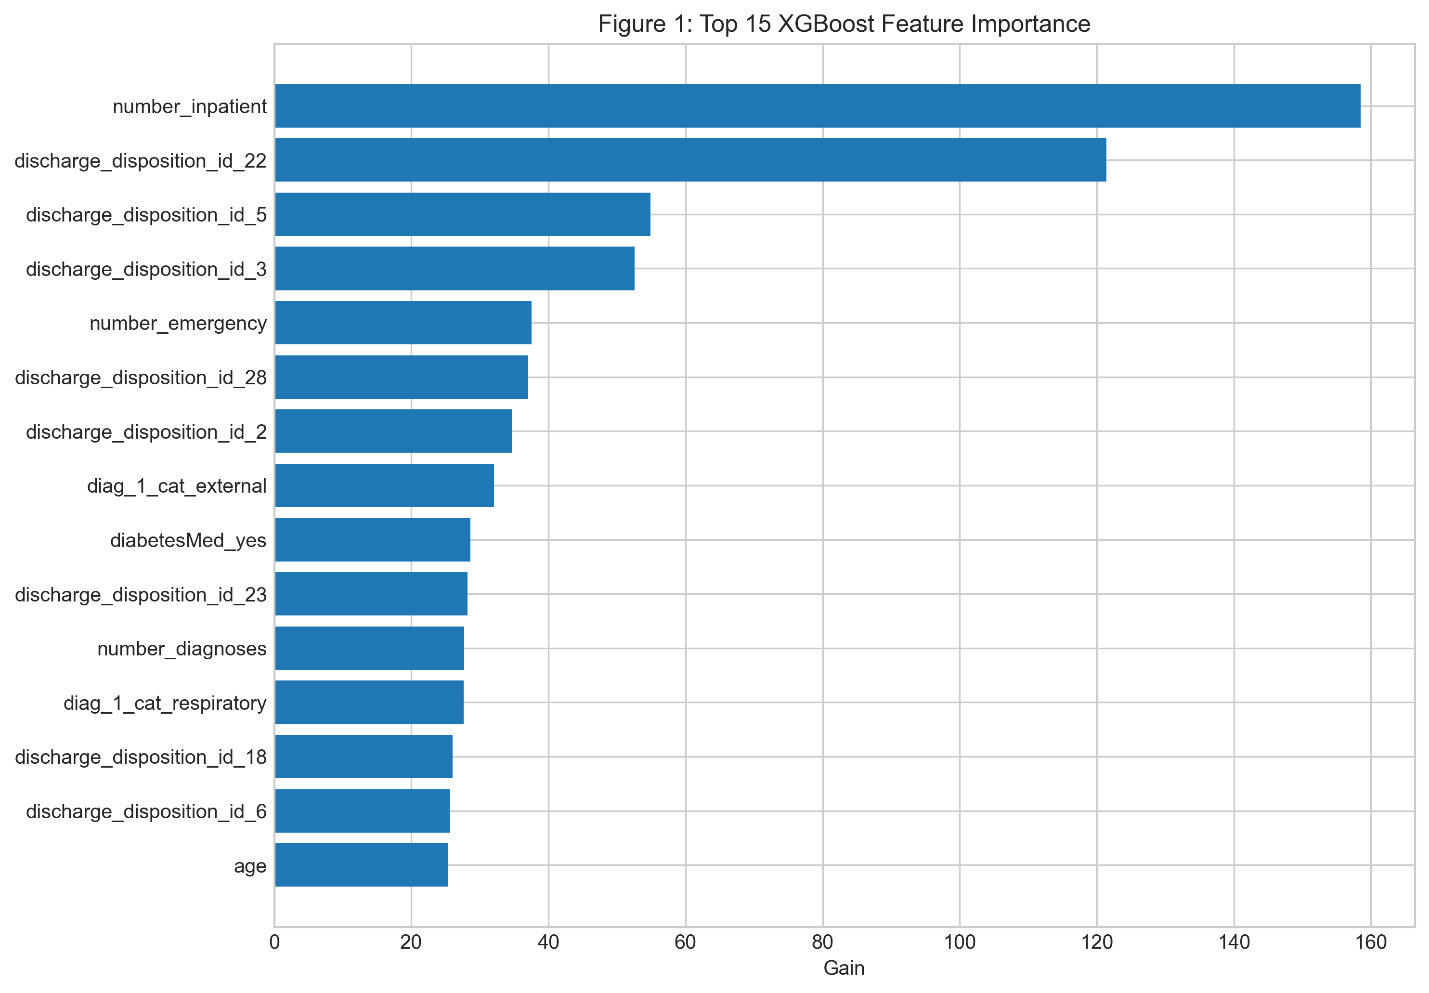 Figure 1: Top 15 XGBoost Feature Importance
number_inpatient
discharge_disposition_id_22
discharge_disposition_id_5
discharge_disposition_id_3
number_emergency
discharge_disposition_id_28
discharge_disposition_id_2
diag_1_cat_external
diabetesMed_yes
discharge_disposition_id_23
number_diagnoses
diag_1_cat_respiratory
discharge_disposition_id_18
discharge_disposition_id_6
age
0 20 40 60 80 100 120 140 160
Gain